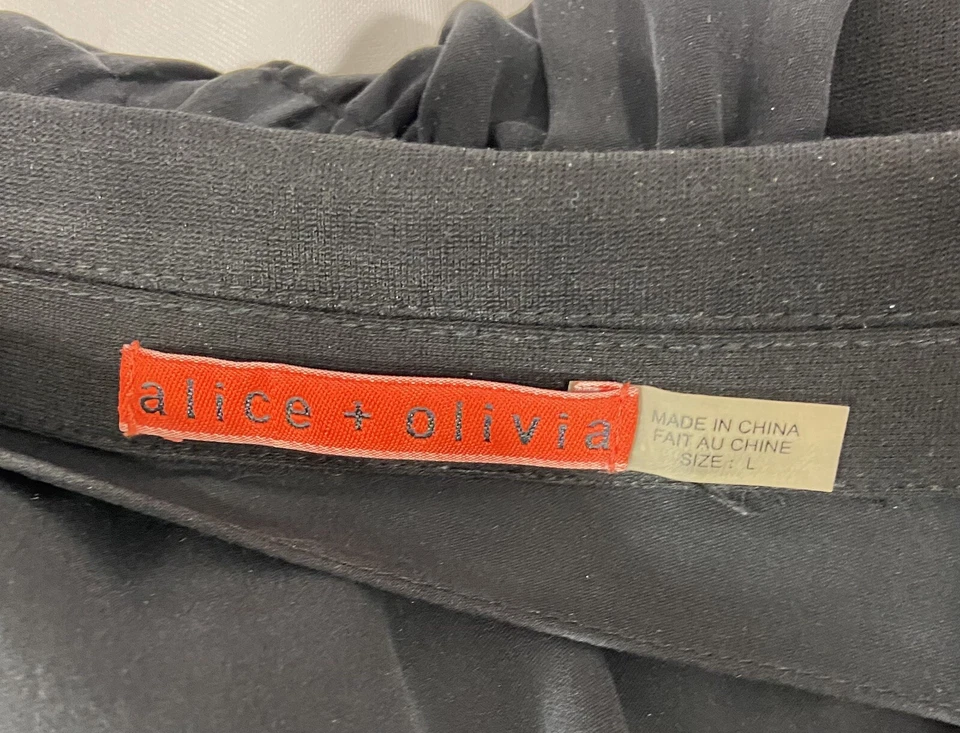 alice + olivia
MADE IN CHINA
FAIT AU CHINE
SIZE: L